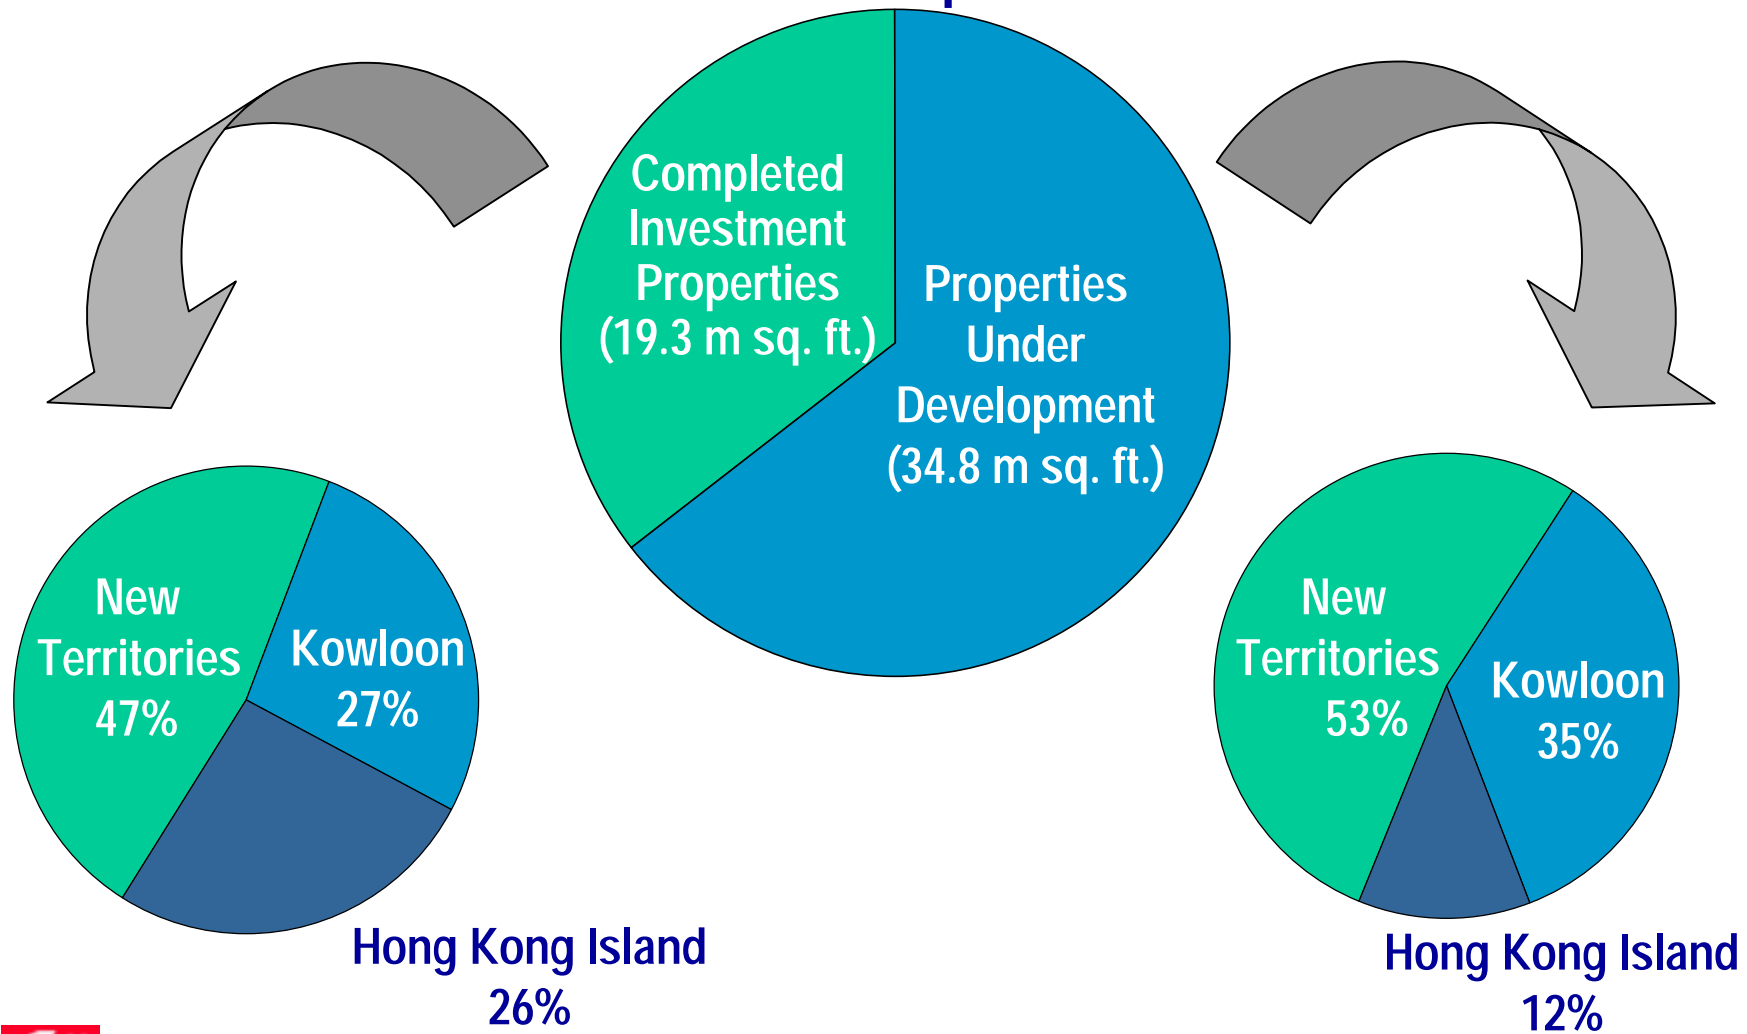 Completed
Investment
Properties
(19.3 m sq. ft.)
Properties
Under
Development
(34.8 m sq. ft.)
New
Territories
47%
Kowloon
27%
Hong Kong Island
26%
New
Territories
53%
Kowloon
35%
Hong Kong Island
12%